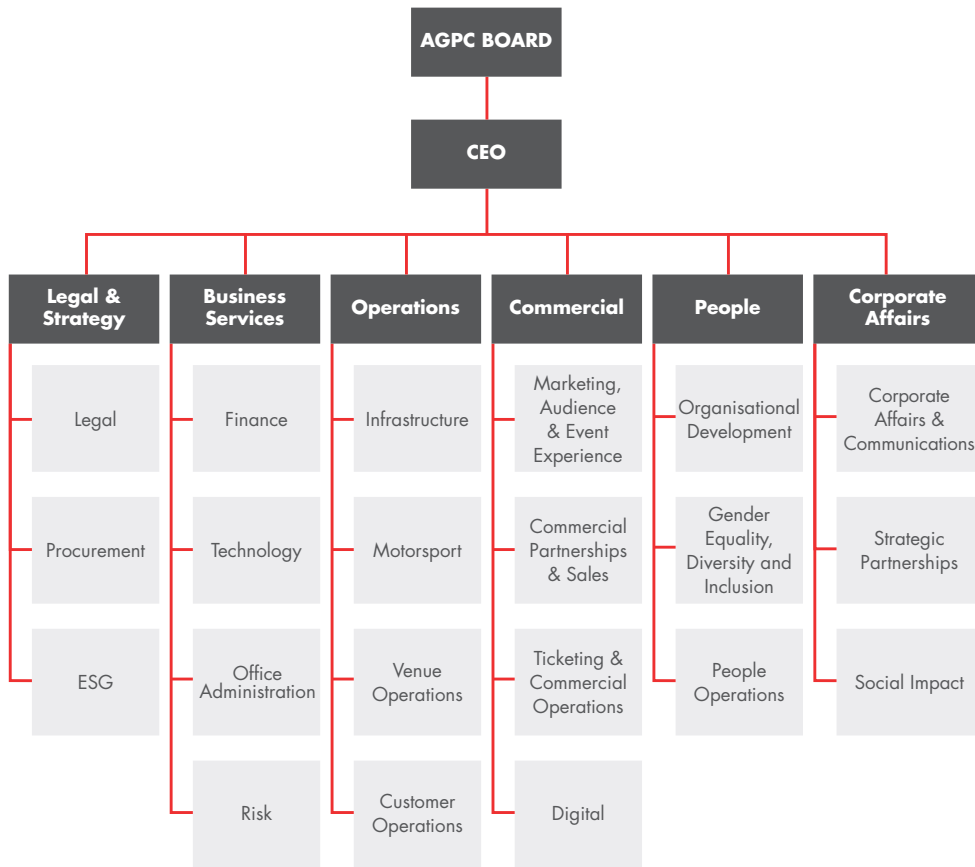 AGPC BOARD
CEO
Legal &
Strategy
Legal
Procurement
ESG
Business
Services
Finance
Technology
Office
Administration
Risk
Operations
Infrastructure
Motorsport
Venue
Operations
Customer
Operations
Commercial
Marketing,
Audience
& Event
Experience
Commercial
Partnerships
& Sales
Ticketing &
Commercial
Operations
Digital
People
Organisational
Development
Gender
Equality,
Diversity and
Inclusion
People
Operations
Corporate
Affairs
Corporate
Affairs &
Communications
Strategic
Partnerships
Social Impact